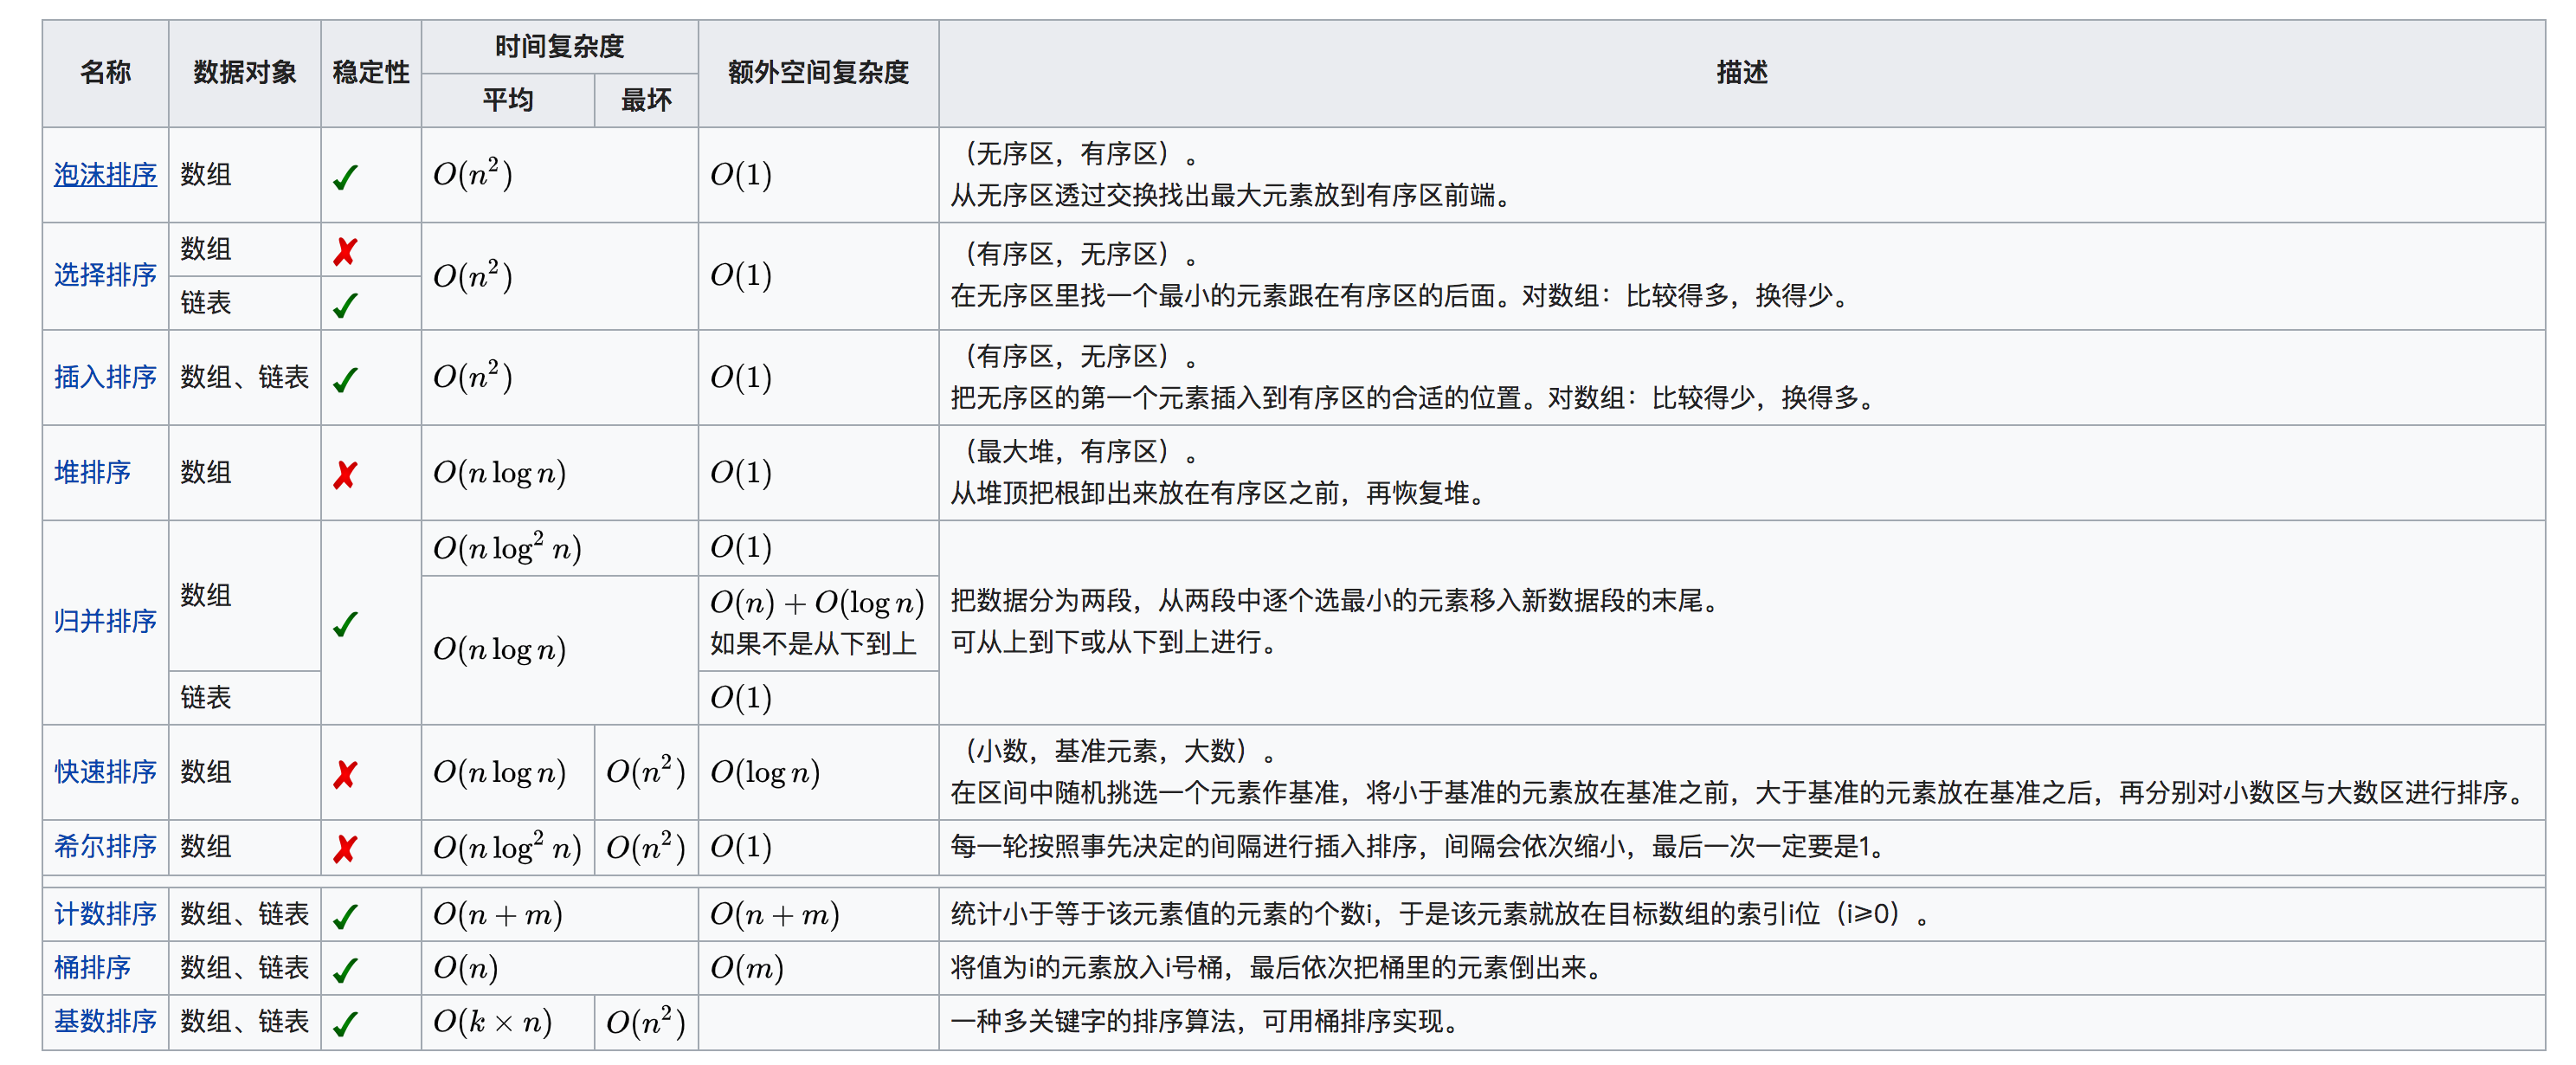 名称
数据对象
稳定性
时间复杂度
平均
最坏
额外空间复杂度
描述
泡沫排序
数组
✓
O(n²)
O(1)
（无序区，有序区）。
从无序区透过交换找出最大元素放到有序区前端。
选择排序
数组
✗
链表
✓
O(n²)
O(1)
（有序区，无序区）。
在无序区里找一个最小的元素跟在有序区的后面。对数组：比较得多，换得少。
插入排序
数组、链表
✓
O(n²)
O(1)
（有序区，无序区）。
把无序区的第一个元素插入到有序区的合适的位置。对数组：比较得少，换得多。
堆排序
数组
✗
O(n log n)
O(1)
（最大堆，有序区）。
从堆顶把根卸出来放在有序区之前，再恢复堆。
归并排序
数组
链表
✓
O(n log² n)
O(1)
O(n log n)
O(n) + O(log n)
如果不是从下到上
O(1)
把数据分为两段，从两段中逐个选最小的元素移入新数据段的末尾。
可从上到下或从下到上进行。
快速排序
数组
✗
O(n log n)
O(n²)
O(log n)
（小数，基准元素，大数）。
在区间中随机挑选一个元素作基准，将小于基准的元素放在基准之前，大于基准的元素放在基准之后，再分别对小数区与大数区进行排序。
希尔排序
数组
✗
O(n log² n)
O(n²)
O(1)
每一轮按照事先决定的间隔进行插入排序，间隔会依次缩小，最后一次一定要是1。
计数排序
数组、链表
✓
O(n + m)
O(n + m)
统计小于等于该元素值的元素的个数i，于是该元素就放在目标数组的索引i位（i≥0）。
桶排序
数组、链表
✓
O(n)
O(m)
将值为i的元素放入i号桶，最后依次把桶里的元素倒出来。
基数排序
数组、链表
✓
O(k × n)
O(n²)
一种多关键字的排序算法，可用桶排序实现。